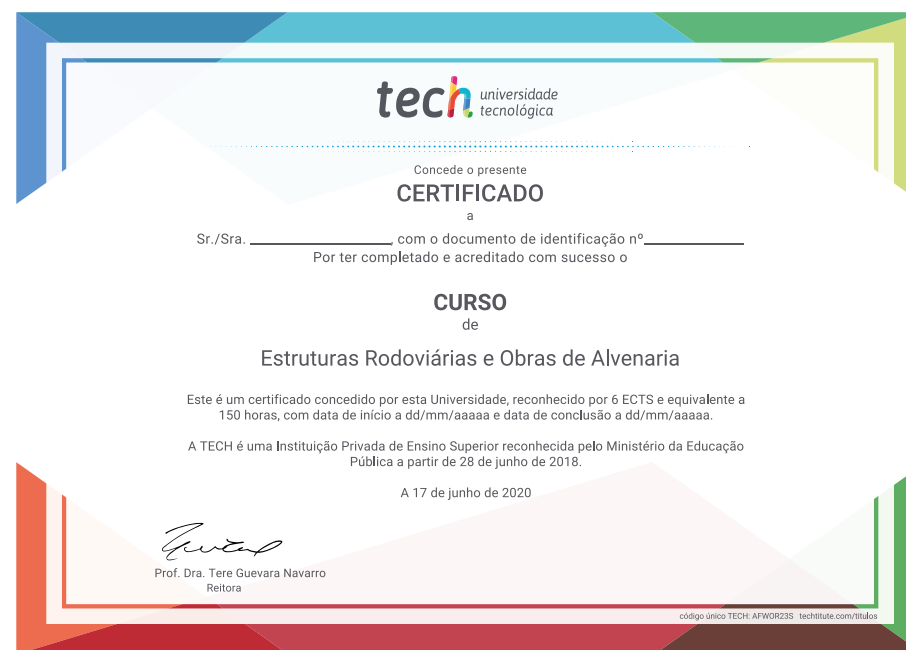 tech universidade
tecnológica
Concede o presente
CERTIFICADO
a
Sr./Sra. , com o documento de identificação nº
Por ter completado e acreditado com sucesso o
CURSO
de
Estruturas Rodoviárias e Obras de Alvenaria
Este é um certificado concedido por esta Universidade, reconhecido por 6 ECTS e equivalente a
150 horas, com data de início a dd/mm/aaaaa e data de conclusão a dd/mm/aaaaa.
A TECH é uma Instituição Privada de Ensino Superior reconhecida pelo Ministério da Educação
Pública a partir de 28 de junho de 2018.
A 17 de junho de 2020
Prof. Dra. Tere Guevara Navarro
Reitora
código único TECH: AFWOR23S techtitute.com/titulos